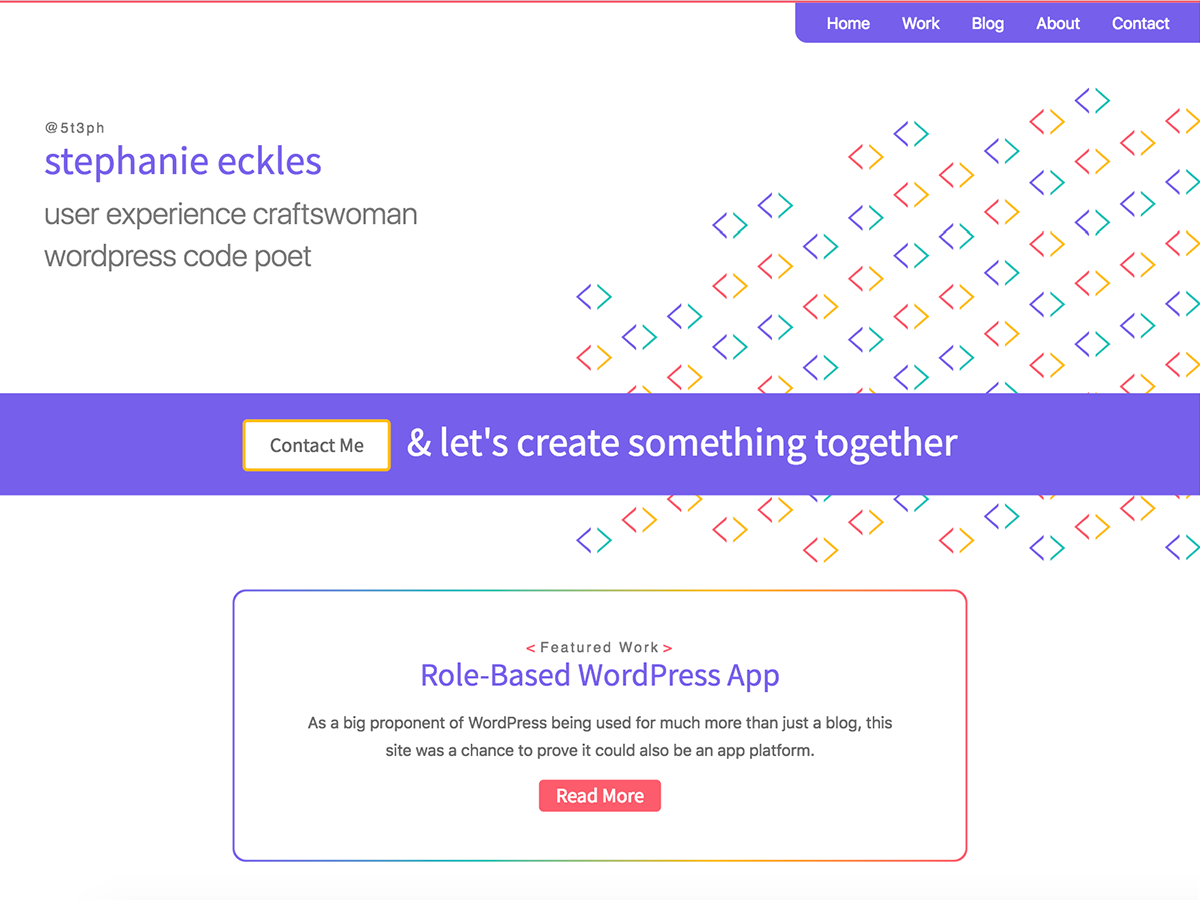 Home Work Blog About Contact
@5t3ph
stephanie eckles
user experience craftswoman
wordpress code poet
Contact Me & let's create something together
< Featured Work >
Role-Based WordPress App
As a big proponent of WordPress being used for much more than just a blog, this
site was a chance to prove it could also be an app platform.
Read More